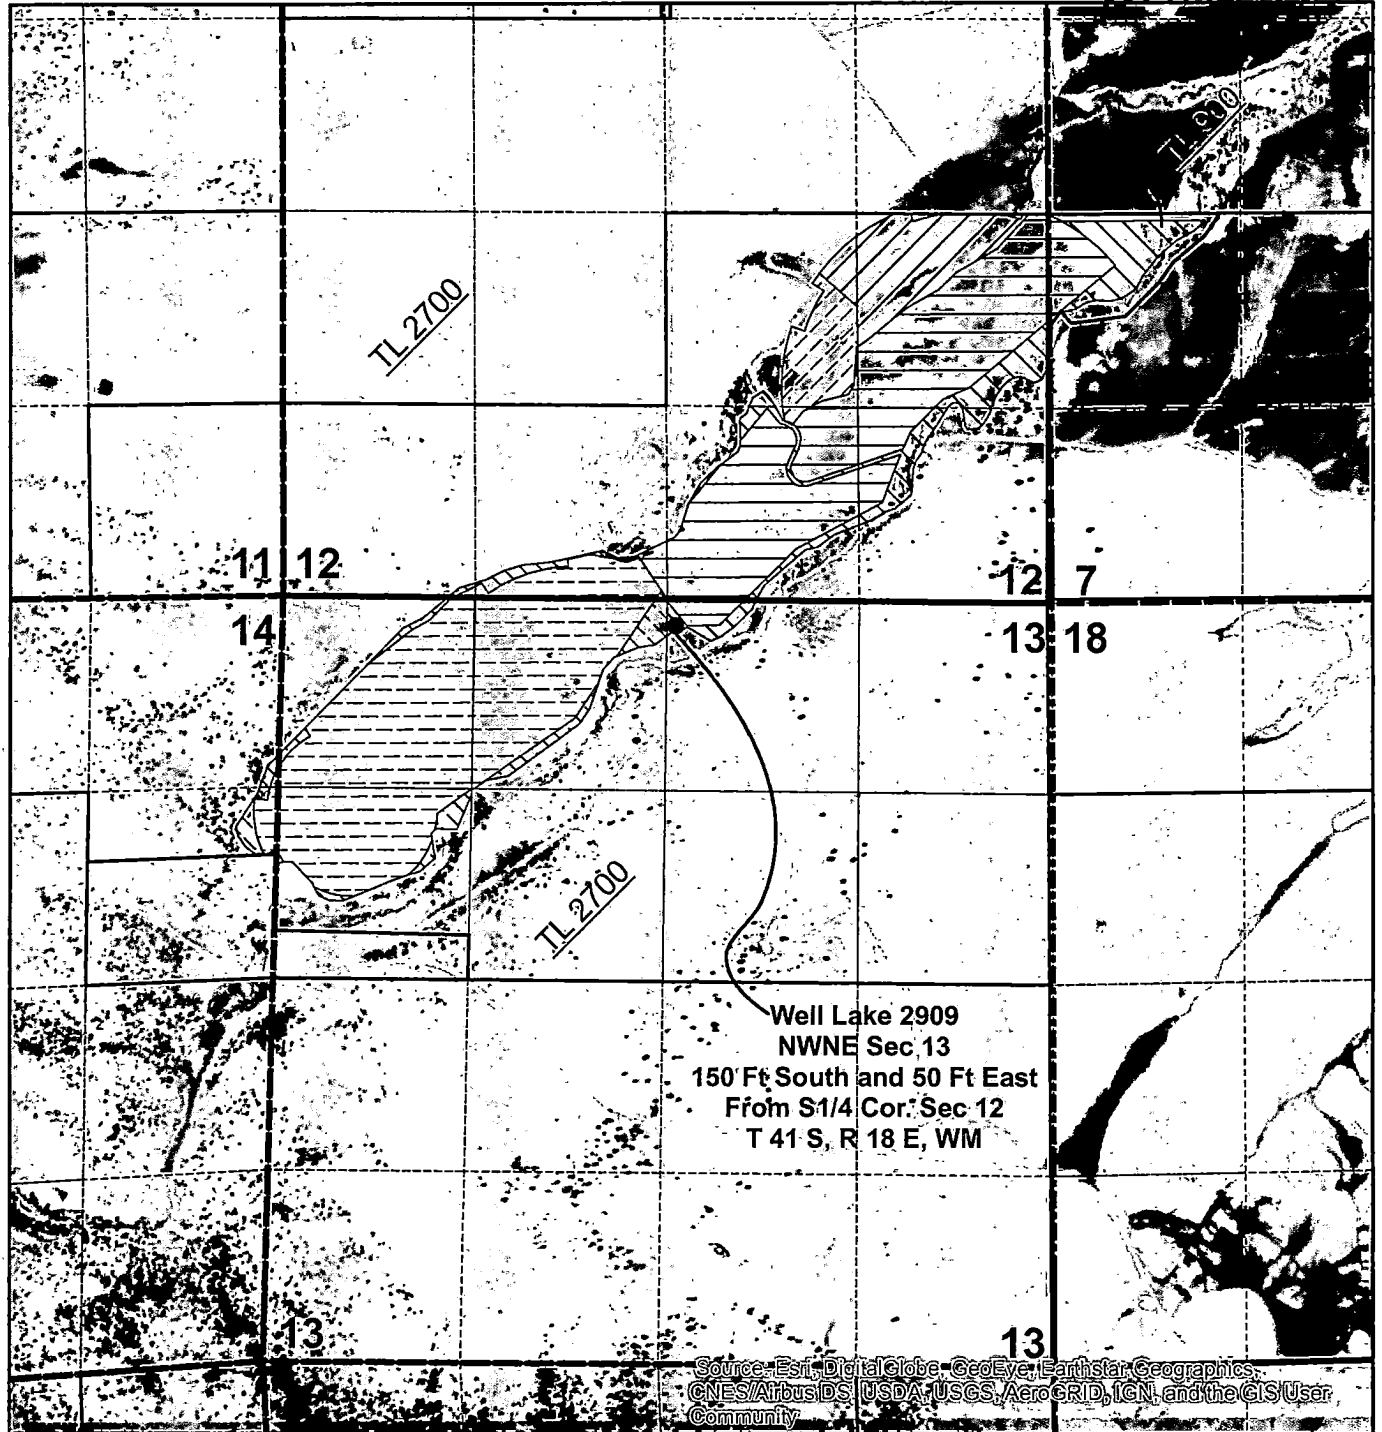 TL 900
TL 2700
11 12
12 7
14
13 18
TL 2700
Well Lake 2909
NWNE Sec 13
150 Ft South and 50 Ft East
From S1/4 Cor. Sec 12
T 41 S, R 18 E, WM
13
13
Source: Esri, DigitalGlobe, GeoEye, Earthstar Geographics,
CNES/Airbus DS, USDA, USGS, AeroGRID, IGN, and the GIS User
Community